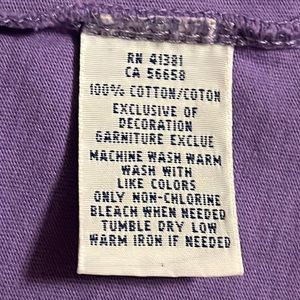 RN 41381
CA 56658
100% COTTON/COTON
EXCLUSIVE OF
DECORATION
GARNITURE EXCLUE
MACHINE WASH WARM
WASH WITH
LIKE COLORS
ONLY NON-CHLORINE
BLEACH WHEN NEEDED
TUMBLE DRY LOW
WARM IRON IF NEEDED